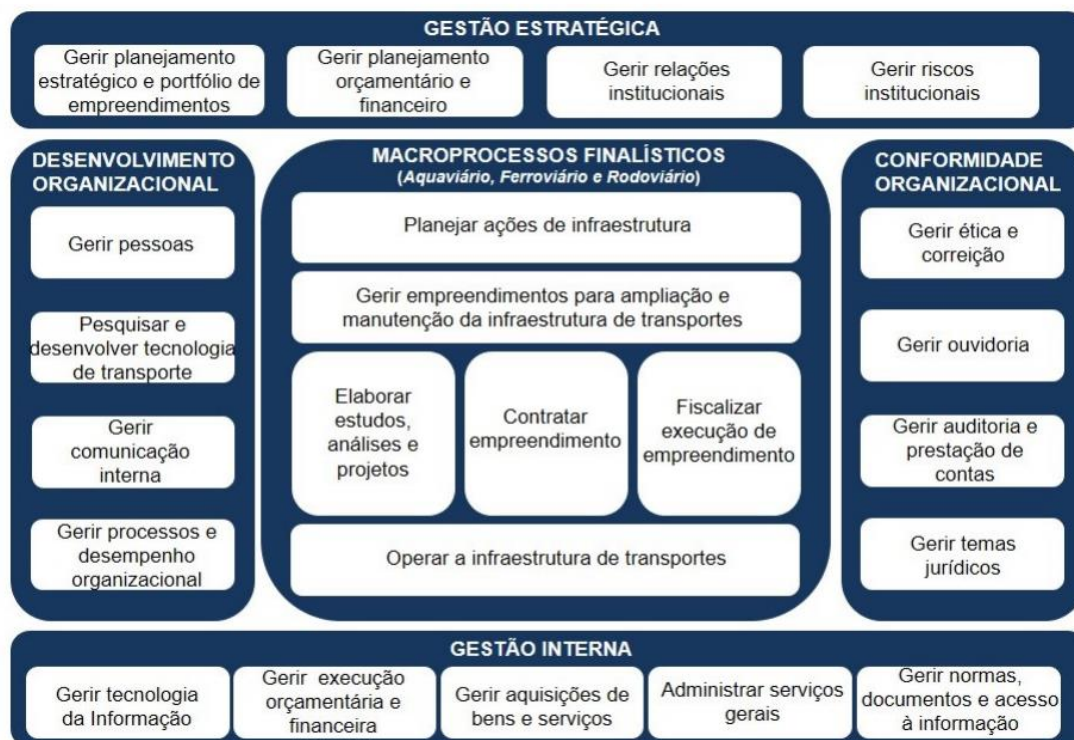 GESTÃO ESTRATÉGICA
Gerir planejamento
estratégico e portfólio de
empreendimentos
Gerir planejamento
orçamentário e
financeiro
Gerir relações
institucionais
Gerir riscos
institucionais
DESENVOLVIMENTO
ORGANIZACIONAL
Gerir pessoas
Pesquisar e
desenvolver tecnologia
de transporte
Gerir
comunicação
interna
Gerir processos e
desempenho
organizacional
MACROPROCESSOS FINALÍSTICOS
(Aquaviário, Ferroviário e Rodoviário)
Planejar ações de infraestrutura
Gerir empreendimentos para ampliação e
manutenção da infraestrutura de transportes
Elaborar
estudos,
análises e
projetos
Contratar
empreendimento
Fiscalizar
execução de
empreendimento
Operar a infraestrutura de transportes
CONFORMIDADE
ORGANIZACIONAL
Gerir ética e
correição
Gerir ouvidoria
Gerir auditoria e
prestação de
contas
Gerir temas
jurídicos
GESTÃO INTERNA
Gerir tecnologia
da Informação
Gerir execução
orçamentária e
financeira
Gerir aquisições de
bens e serviços
Administrar serviços
gerais
Gerir normas,
documentos e acesso
à informação